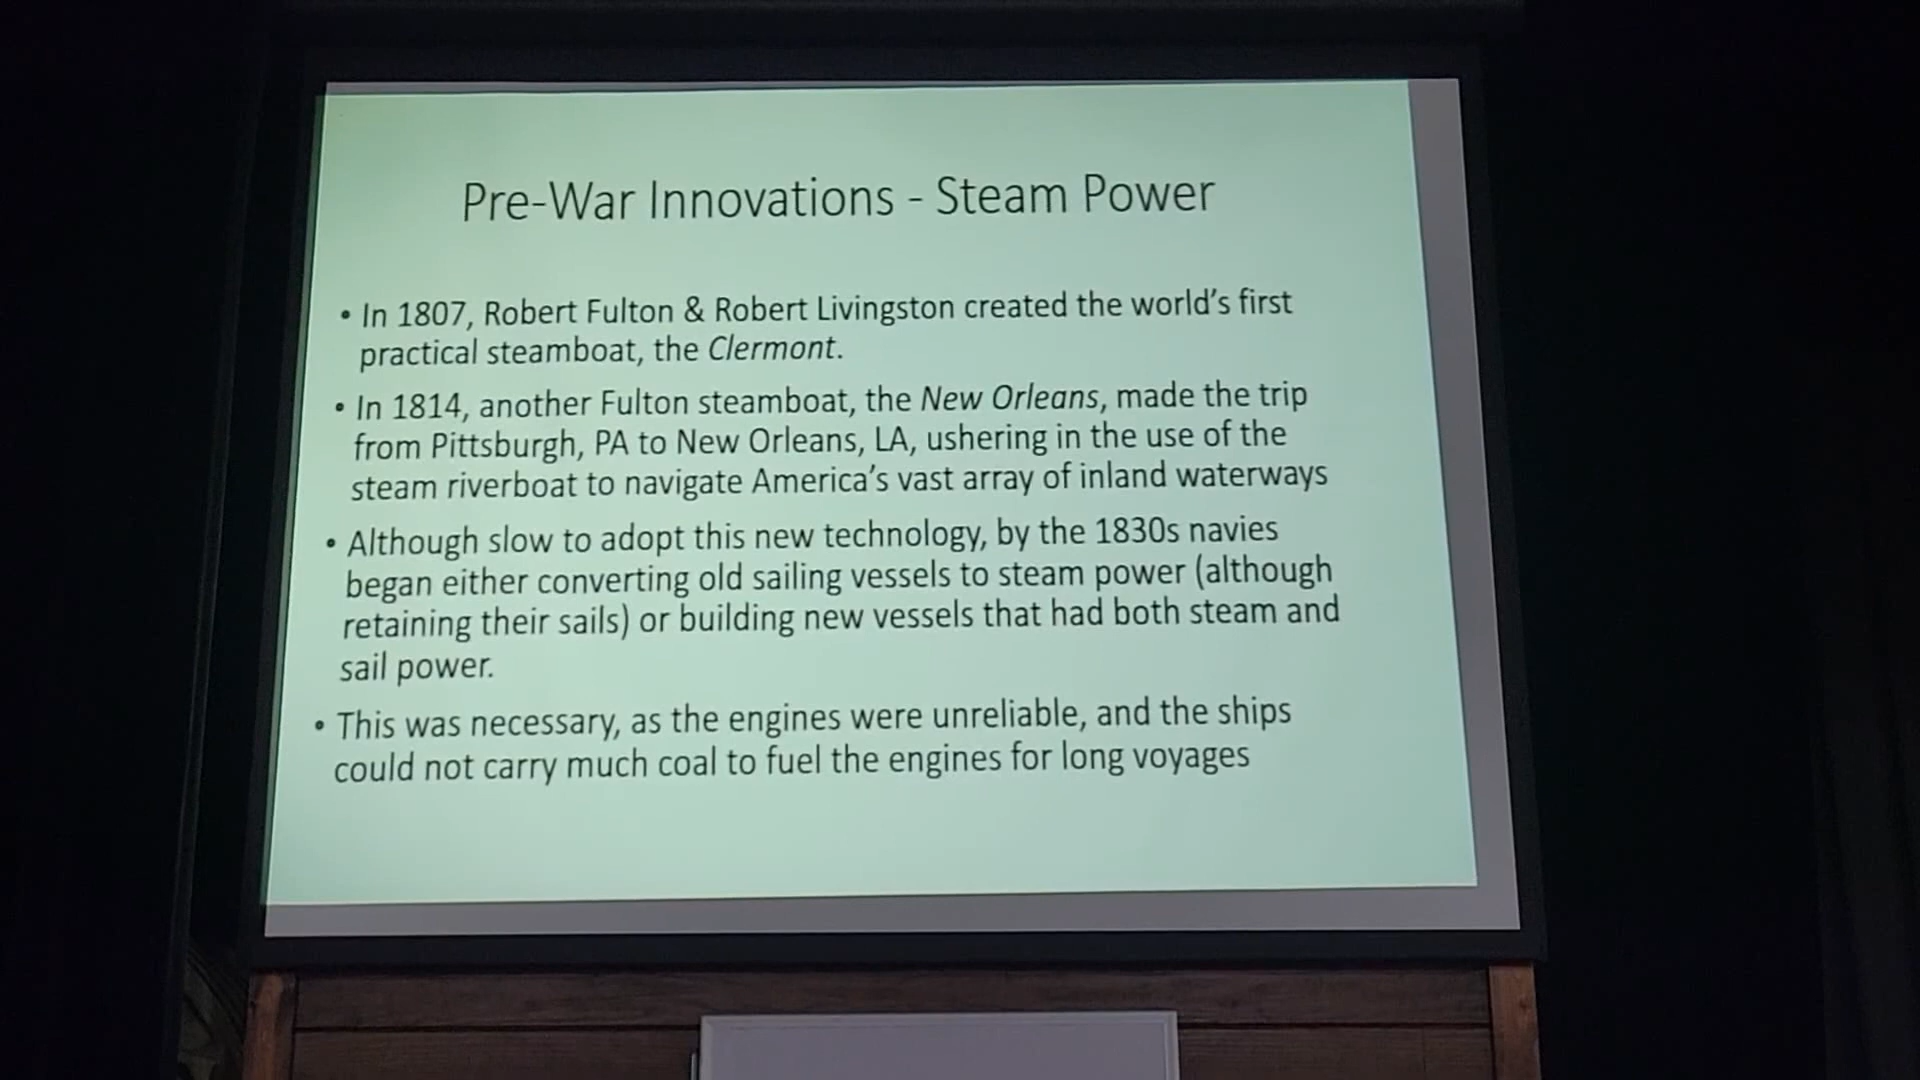 Pre-War Innovations - Steam Power
• In 1807, Robert Fulton & Robert Livingston created the world's first
practical steamboat, the Clermont.
• In 1814, another Fulton steamboat, the New Orleans, made the trip
from Pittsburgh, PA to New Orleans, LA, ushering in the use of the
steam riverboat to navigate America's vast array of inland waterways
• Although slow to adopt this new technology, by the 1830s navies
began either converting old sailing vessels to steam power (although
retaining their sails) or building new vessels that had both steam and
sail power.
• This was necessary, as the engines were unreliable, and the ships
could not carry much coal to fuel the engines for long voyages